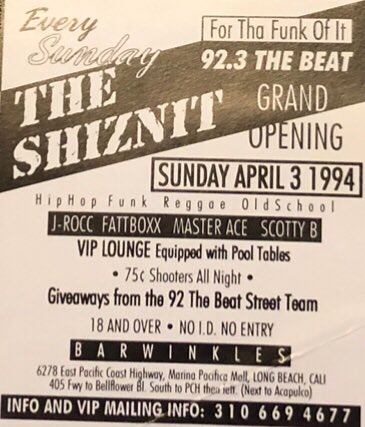 Every
Sunday
For Tha Funk Of It
92.3 THE BEAT
THE
SHIZNIT
GRAND
OPENING
SUNDAY APRIL 3 1994
HipHop Funk Reggae OldSchool
J-ROCC FATTBOXX MASTER ACE SCOTTY B
VIP LOUNGE Equipped with Pool Tables
• 75¢ Shooters All Night •
Giveaways from the 92 The Beat Street Team
18 AND OVER • NO I.D. NO ENTRY
BARWINKLES
6278 East Pacific Coast Highway, Marina Pacifica Mall, LONG BEACH, CALI
405 Fwy to Bellflower Bl. South to PCH then left. (Next to Acapulco)
INFO AND VIP MAILING INFO: 310 669 4677